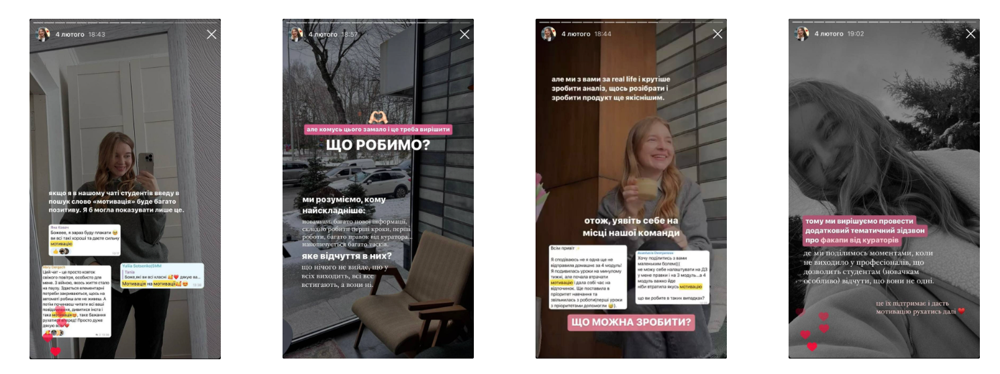 4 лютого 18:43
якщо я в нашому чаті студентів введу в
пошук слово «мотивація» буде багато
позитиву. Я б могла показувати лише це.
Яна Ковач
Божеее, я зараз буду плакати
ви всі такі хороші та даєте сильну
мотивацію
Mary Dergach
Цей чат – це просто ковток
свіжого повітря, особисто для
мене. З війною, якось життя стало
на паузу. Здається елементарні
потреби закриваються, щось на
автоматі робиш але не живеш. А
потім починаєш читати всі ваші
повідомлення, дивитися інста і
така мотивація, таке бажання
рухатися вперед! Просто дуже
дякую всім
Yuliia Sotsenko|SMM
Tania
Боже,які ви всі класні дякую ва...
Мотивація на мотивації
4 лютого 18:57
але комусь цього замало і це треба вирішити
ЩО РОБИМО?
ми розуміємо, кому
найскладніше:
новачкам, багато нової інформації,
складно робити перші кроки, перші
роботи, багато правок від куратора...
накопичується багато тасків.
яке відчуття в них?
що нічого не вийде, що у
всіх виходить, всі все
встигають, а вони ні.
4 лютого 18:44
але ми з вами за real life і крутіше
зробити аналіз, щось розібрати і
зробити продукт ще якіснішим.
отож, уявіть себе на
місці нашої команди
Всім привіт
Я сподіваюсь не я одна ще не
відправила домашнє за 4 модуль!
Я подивилась уроки на минулому
тижні, але почала втрачати
мотивацію і дала собі час на
відпочинок. Ще поставила в
пріоритет навчання та
звільнилась з роботи(перші уроки
з пріоритетами допомогли).
Хочу поділитись з вами
маленьким болем(((
не можу себе налаштувати на ДЗ
у мене правки і на 3 модуль...а 4
модуль важко йде
ніби втратила якусь мотивацію
що ви робите в таких випадках?
ЩО МОЖНА ЗРОБИТИ?
4 лютого 19:02
тому ми вирішуємо провести
додатковий тематичний зідзвон
про факапи від кураторів
де ми поділимось моментами, коли
не виходило у професіоналів, що
дозволить студентам (новачкам
особливо) відчути, що вони не одні.
це їх підтримає і дасть
мотивацію рухатись далі